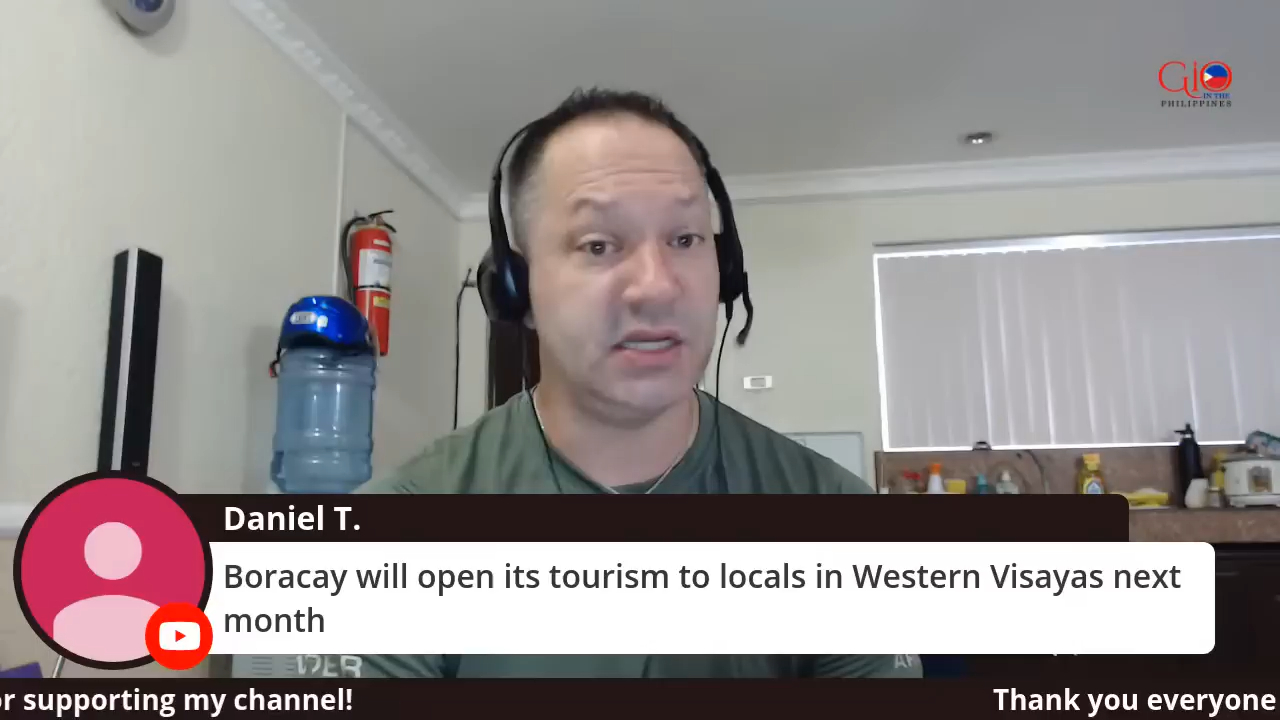 GIO
IN THE
PHILIPPINES
Daniel T.
Boracay will open its tourism to locals in Western Visayas next
month
or supporting my channel!
Thank you everyone